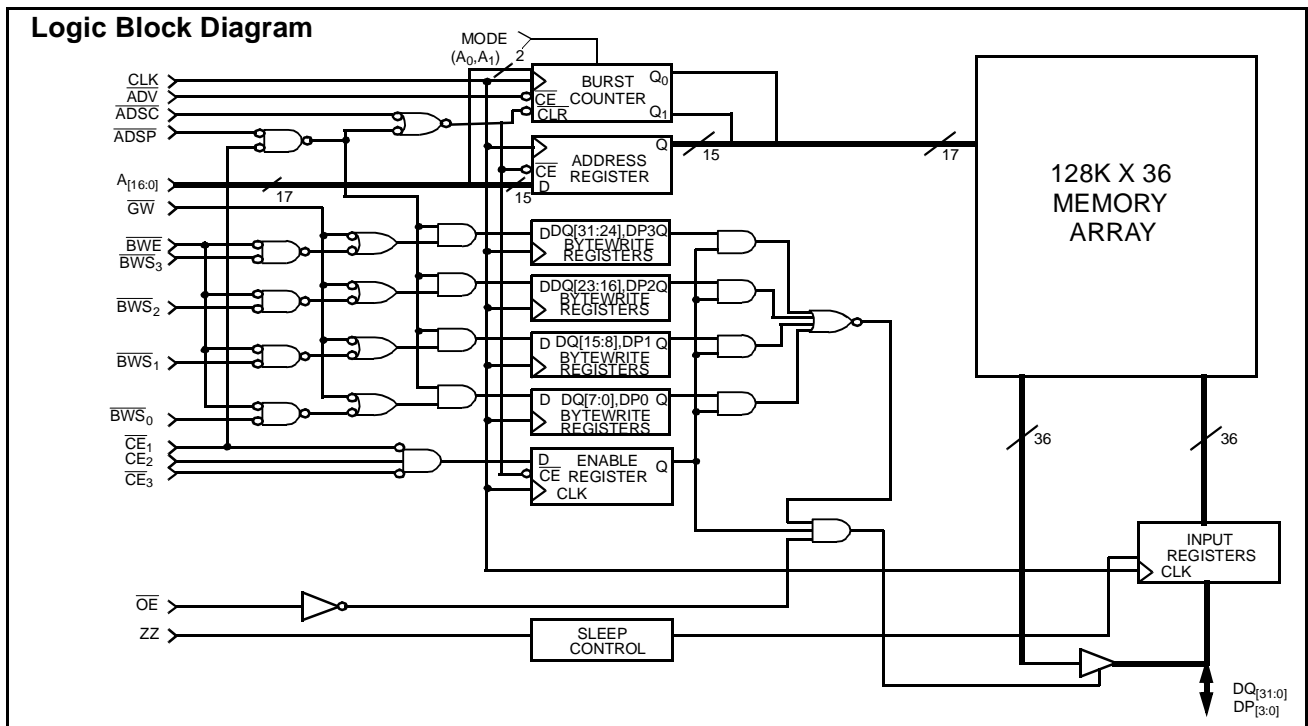 Logic Block Diagram
MODE
(A0,A1)
2
CLK
ADV
ADSC
ADSP
BURST
COUNTER
CE
CLR
Q0
Q1
15
17
ADDRESS
REGISTER
CE
D
Q
A[16:0]
17
15
GW
BWE
BWS3
BWS2
BWS1
BWS0
CE1
CE2
CE3
D DQ[31:24],DP3 Q
BYTEWRITE
REGISTERS
D DQ[23:16],DP2 Q
BYTEWRITE
REGISTERS
D DQ[15:8],DP1 Q
BYTEWRITE
REGISTERS
D DQ[7:0],DP0 Q
BYTEWRITE
REGISTERS
D ENABLE Q
CE REGISTER
CLK
128K X 36
MEMORY
ARRAY
36
36
INPUT
REGISTERS
CLK
OE
ZZ
SLEEP
CONTROL
DQ[31:0]
DP[3:0]